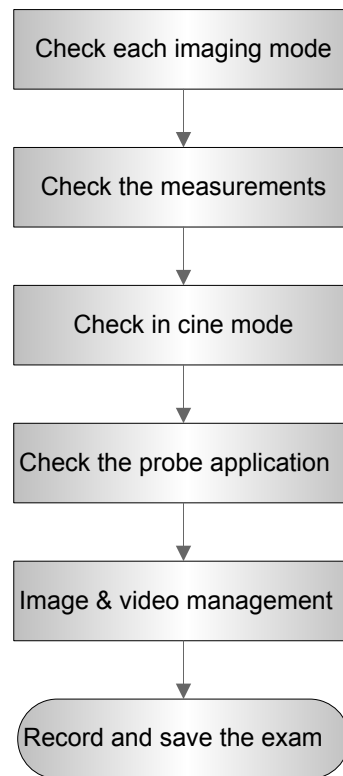 Check each imaging mode
Check the measurements
Check in cine mode
Check the probe application
Image & video management
Record and save the exam